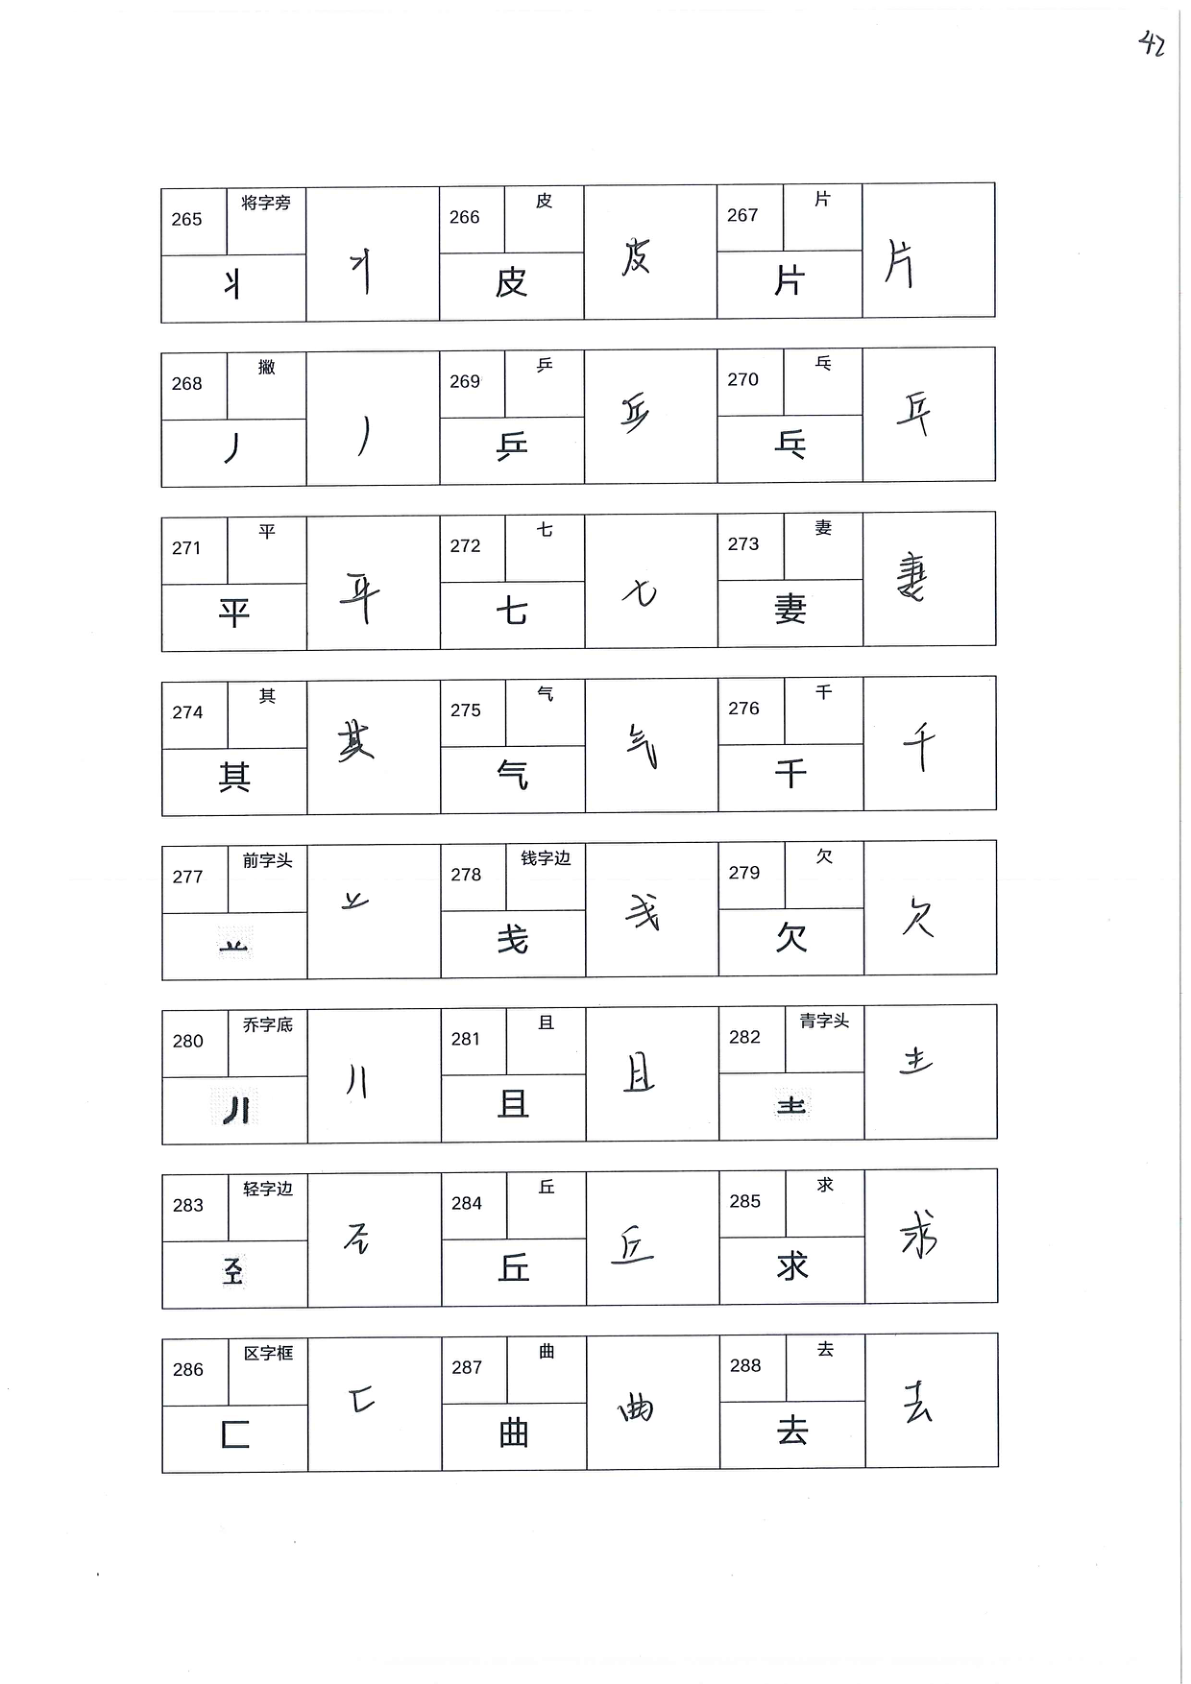 42
265 将字旁 丬 丬 266 皮 皮 皮 267 片 片 片
268 撇 丿 丿 269 乒 乒 乒 270 乓 乓 乓
271 平 平 平 272 七 七 七 273 妻 妻 妻
274 其 其 其 275 气 气 气 276 千 千 千
277 前字头 䒑 䒑 278 钱字边 戋 戋 279 欠 欠 欠
280 乔字底 〢 〢 281 且 且 且 282 青字头 龶 龶
283 轻字边 𢀖 𢀖 284 丘 丘 丘 285 求 求 求
286 区字框 匚 匚 287 曲 曲 曲 288 去 去 去